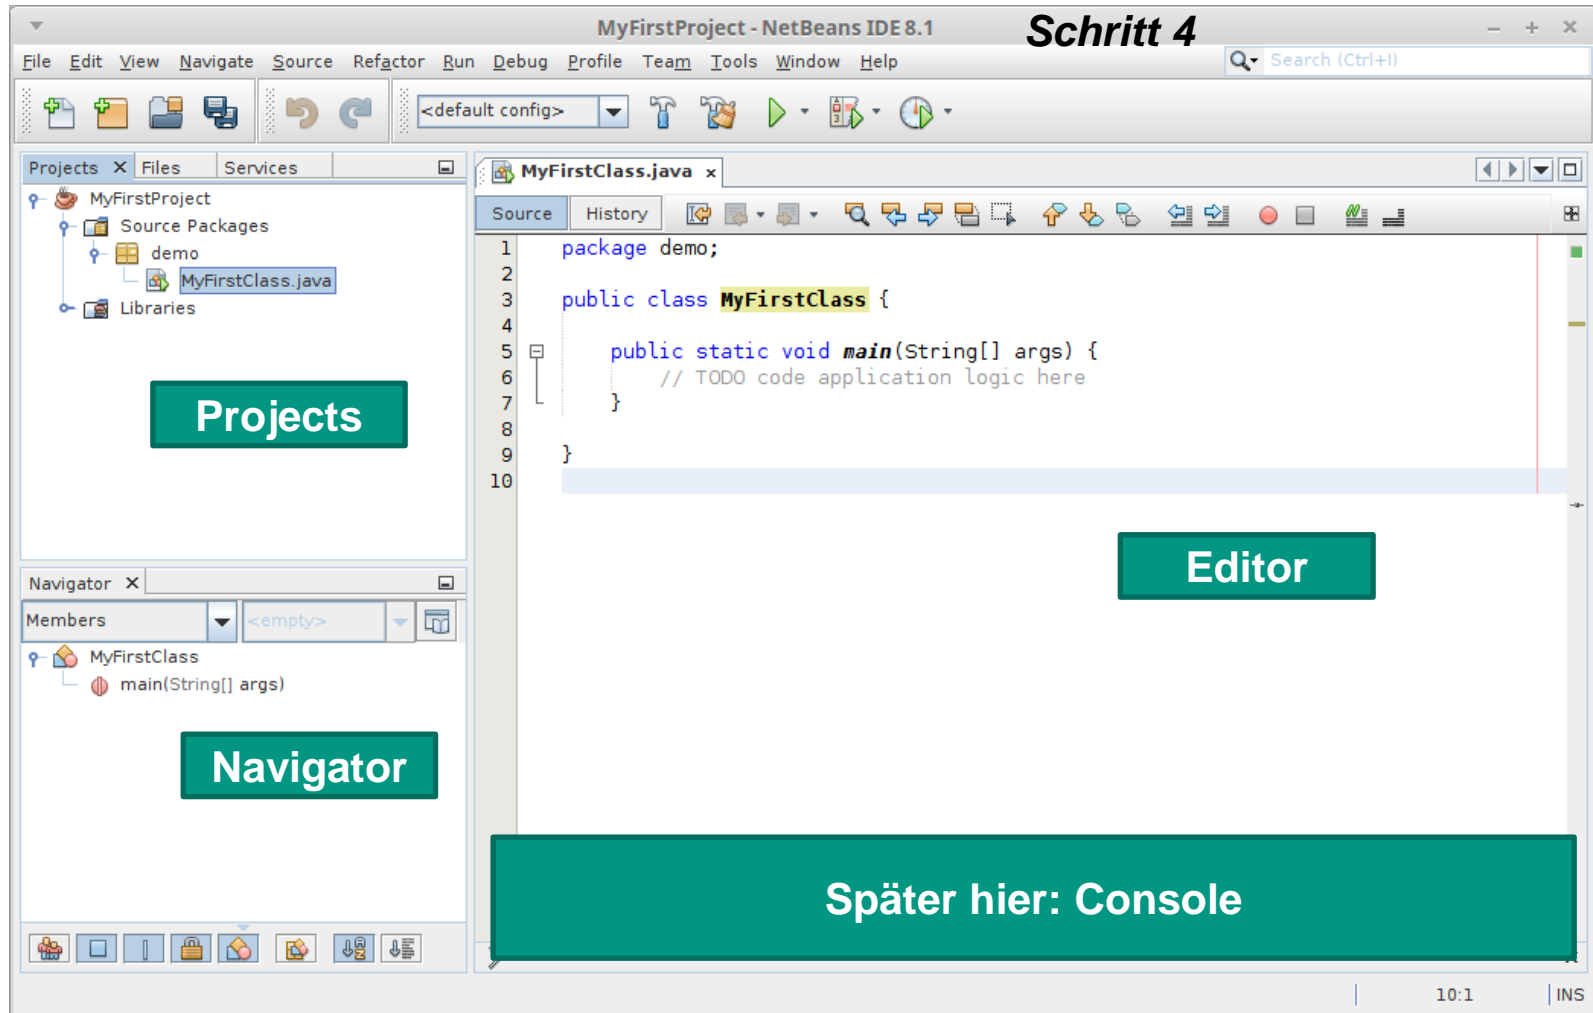 MyFirstProject - NetBeans IDE 8.1
Schritt 4
File Edit View Navigate Source Refactor Run Debug Profile Team Tools Window Help
Search (Ctrl+I)
<default config>
Projects Files Services
MyFirstProject
Source Packages
demo
MyFirstClass.java
Libraries
Projects
Navigator
Members
<empty>
MyFirstClass
main(String[] args)
Navigator
MyFirstClass.java
Source History
1 package demo;
2
3 public class MyFirstClass {
4
5 public static void main(String[] args) {
6 // TODO code application logic here
7 }
8
9 }
10
Editor
Später hier: Console
10:1 INS